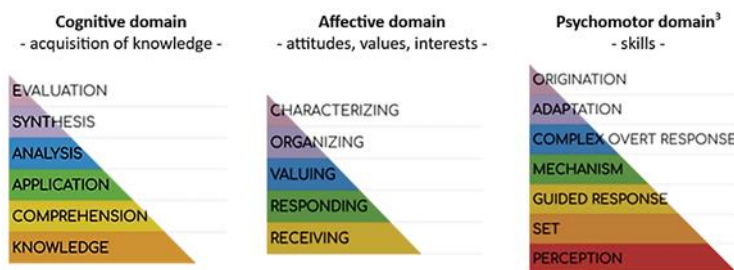 Cognitive domain
- acquisition of knowledge -
EVALUATION
SYNTHESIS
ANALYSIS
APPLICATION
COMPREHENSION
KNOWLEDGE
Affective domain
- attitudes, values, interests -
CHARACTERIZING
ORGANIZING
VALUING
RESPONDING
RECEIVING
Psychomotor domain³
- skills -
ORIGINATION
ADAPTATION
COMPLEX OVERT RESPONSE
MECHANISM
GUIDED RESPONSE
SET
PERCEPTION